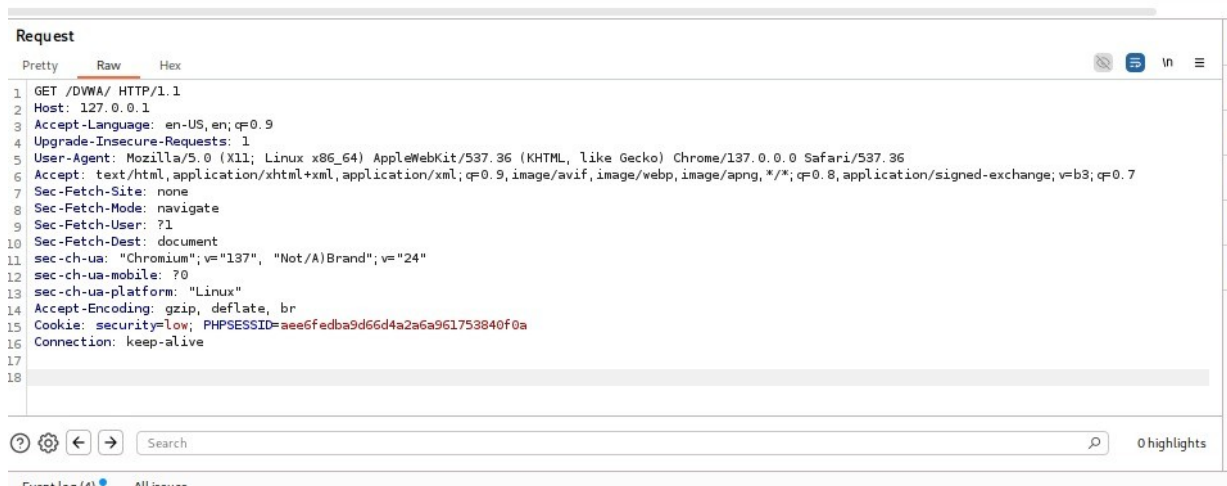 Request
Pretty Raw Hex \n
1 GET /DVWA/ HTTP/1.1
2 Host: 127.0.0.1
3 Accept-Language: en-US,en;q=0.9
4 Upgrade-Insecure-Requests: 1
5 User-Agent: Mozilla/5.0 (X11; Linux x86_64) AppleWebKit/537.36 (KHTML, like Gecko) Chrome/137.0.0.0 Safari/537.36
6 Accept: text/html,application/xhtml+xml,application/xml;q=0.9,image/avif,image/webp,image/apng,*/*;q=0.8,application/signed-exchange;v=b3;q=0.7
7 Sec-Fetch-Site: none
8 Sec-Fetch-Mode: navigate
9 Sec-Fetch-User: ?1
10 Sec-Fetch-Dest: document
11 sec-ch-ua: "Chromium";v="137", "Not/A)Brand";v="24"
12 sec-ch-ua-mobile: ?0
13 sec-ch-ua-platform: "Linux"
14 Accept-Encoding: gzip, deflate, br
15 Cookie: security=low; PHPSESSID=aee6fedba9d66d4a2a6a961753840f0a
16 Connection: keep-alive
17
18
Search 0 highlights
Event log (4) All issues